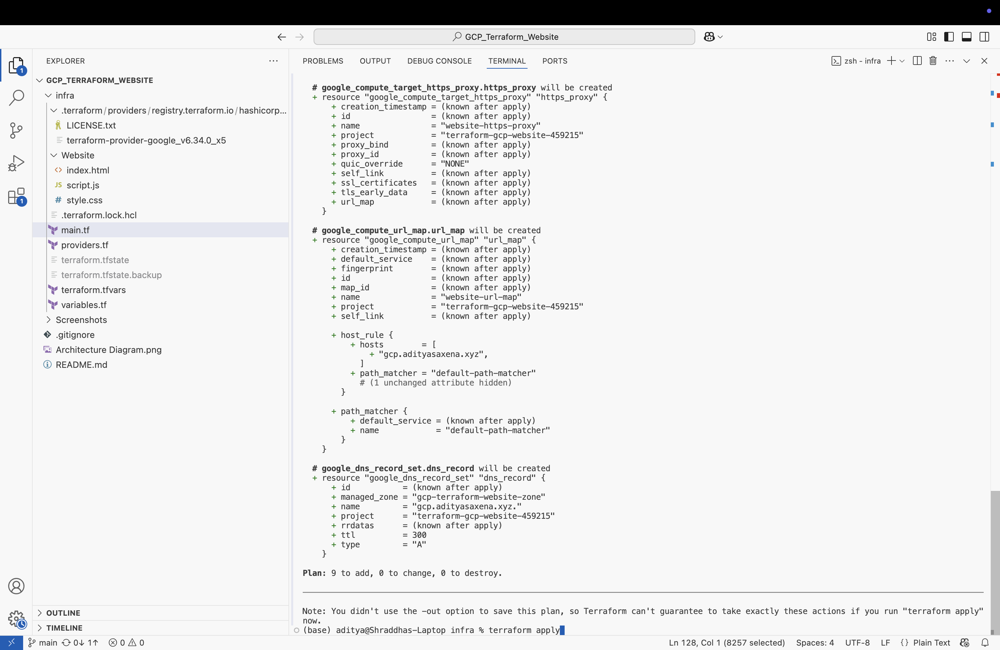 GCP_Terraform_Website
EXPLORER
GCP_TERRAFORM_WEBSITE
infra
.terraform/providers/registry.terraform.io/hashicorp...
LICENSE.txt
terraform-provider-google_v6.34.0_x5
Website
index.html
JS script.js
# style.css
.terraform.lock.hcl
main.tf
providers.tf
terraform.tfstate
terraform.tfstate.backup
terraform.tfvars
variables.tf
Screenshots
.gitignore
Architecture Diagram.png
README.md
OUTLINE
TIMELINE
1
1
PROBLEMS OUTPUT DEBUG CONSOLE TERMINAL PORTS
zsh - infra
# google_compute_target_https_proxy.https_proxy will be created
+ resource "google_compute_target_https_proxy" "https_proxy" {
+ creation_timestamp = (known after apply)
+ id = (known after apply)
+ name = "website-https-proxy"
+ project = "terraform-gcp-website-459215"
+ proxy_bind = (known after apply)
+ proxy_id = (known after apply)
+ quic_override = "NONE"
+ self_link = (known after apply)
+ ssl_certificates = (known after apply)
+ tls_early_data = (known after apply)
+ url_map = (known after apply)
}
# google_compute_url_map.url_map will be created
+ resource "google_compute_url_map" "url_map" {
+ creation_timestamp = (known after apply)
+ default_service = (known after apply)
+ fingerprint = (known after apply)
+ id = (known after apply)
+ map_id = (known after apply)
+ name = "website-url-map"
+ project = "terraform-gcp-website-459215"
+ self_link = (known after apply)
+ host_rule {
+ hosts = [
+ "gcp.adityasaxena.xyz",
]
+ path_matcher = "default-path-matcher"
# (1 unchanged attribute hidden)
}
+ path_matcher {
+ default_service = (known after apply)
+ name = "default-path-matcher"
}
}
# google_dns_record_set.dns_record will be created
+ resource "google_dns_record_set" "dns_record" {
+ id = (known after apply)
+ managed_zone = "gcp-terraform-website-zone"
+ name = "gcp.adityasaxena.xyz."
+ project = "terraform-gcp-website-459215"
+ rrdatas = (known after apply)
+ ttl = 300
+ type = "A"
}
Plan: 9 to add, 0 to change, 0 to destroy.
Note: You didn't use the -out option to save this plan, so Terraform can't guarantee to take exactly these actions if you run "terraform apply"
now.
(base) aditya@Shraddhas-Laptop infra % terraform apply
main 0↓ 1↑ 0 0 Ln 128, Col 1 (8257 selected) Spaces: 4 UTF-8 LF {} Plain Text